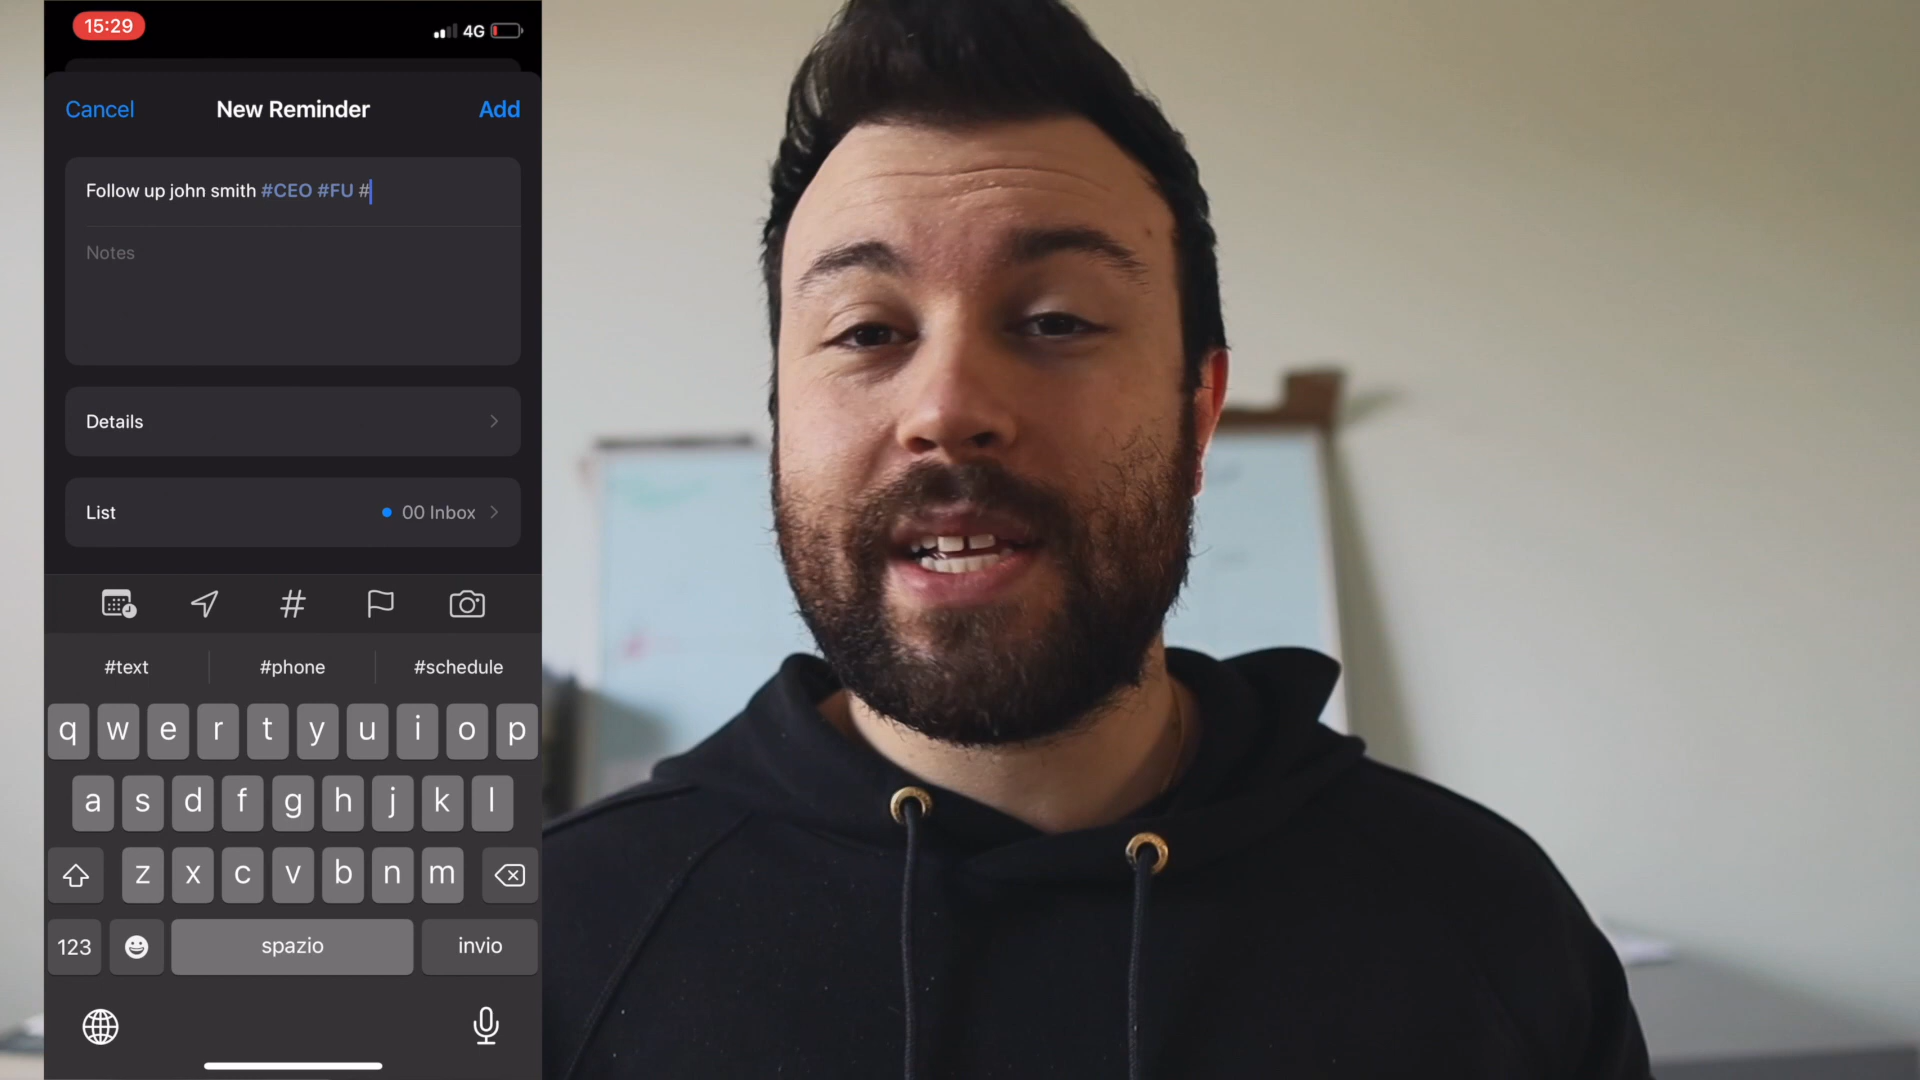 15:29
4G
Cancel New Reminder Add
Follow up john smith #CEO #FU #
Notes
Details
List 00 Inbox
#text #phone #schedule
q w e r t y u i o p
a s d f g h j k l
z x c v b n m
123 spazio invio